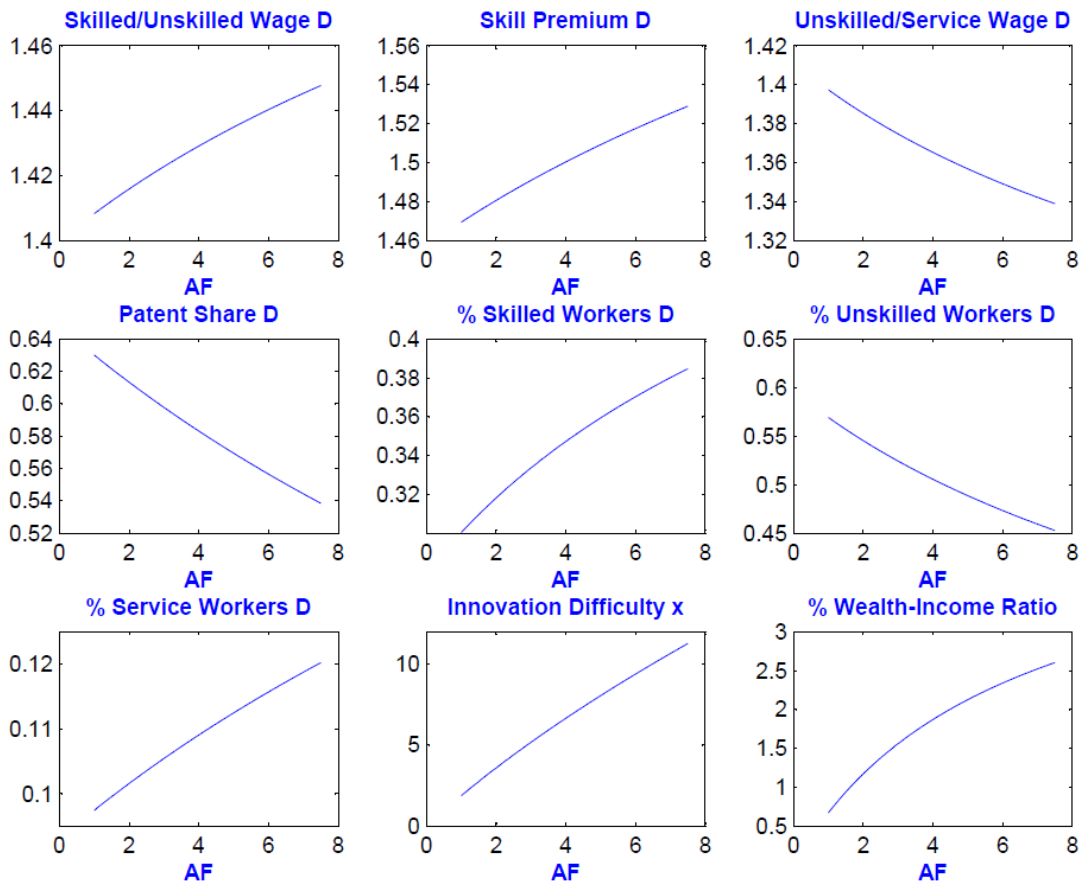 Skilled/Unskilled Wage D
1.46
1.44
1.42
1.4
0 2 4 6 8
AF
Skill Premium D
1.56
1.54
1.52
1.5
1.48
1.46
0 2 4 6 8
AF
Unskilled/Service Wage D
1.42
1.4
1.38
1.36
1.34
1.32
0 2 4 6 8
AF
Patent Share D
0.64
0.62
0.6
0.58
0.56
0.54
0.52
0 2 4 6 8
AF
% Skilled Workers D
0.4
0.38
0.36
0.34
0.32
0 2 4 6 8
AF
% Unskilled Workers D
0.65
0.6
0.55
0.5
0.45
0 2 4 6 8
AF
% Service Workers D
0.12
0.11
0.1
0 2 4 6 8
AF
Innovation Difficulty x
10
5
0
0 2 4 6 8
AF
% Wealth-Income Ratio
3
2.5
2
1.5
1
0.5
0 2 4 6 8
AF